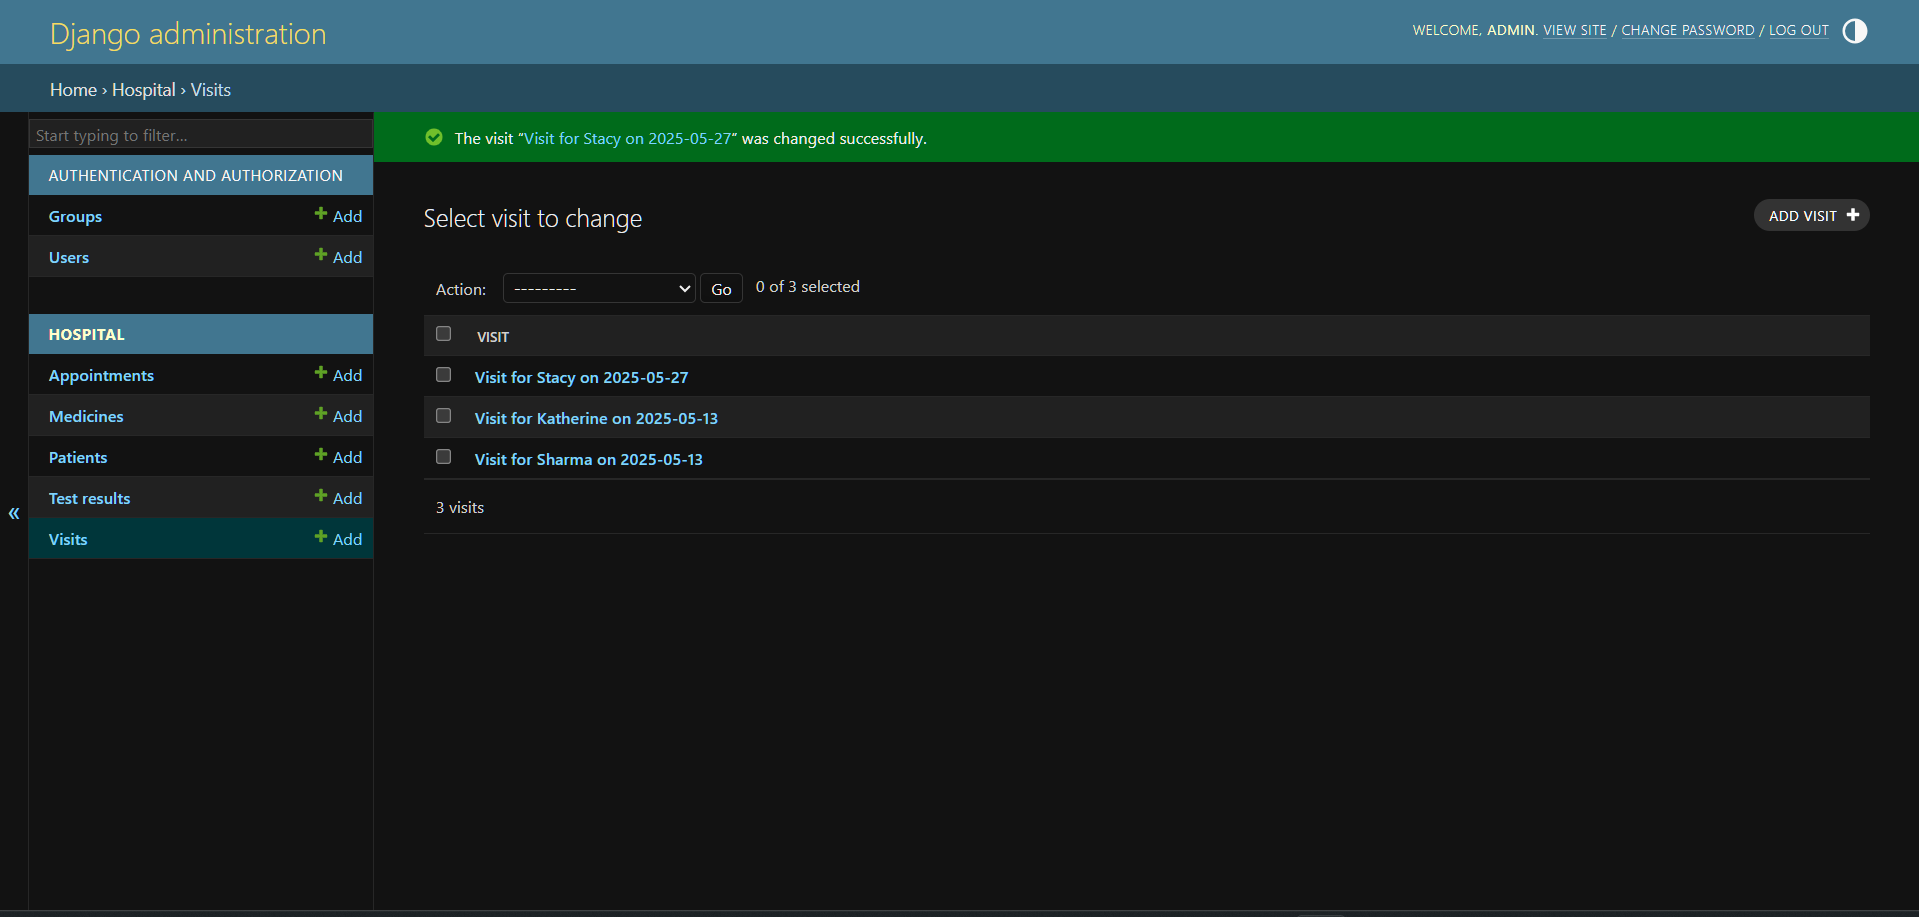 Django administration
WELCOME, ADMIN. VIEW SITE / CHANGE PASSWORD / LOG OUT
Home › Hospital › Visits
Start typing to filter...
AUTHENTICATION AND AUTHORIZATION
Groups Add
Users Add
HOSPITAL
Appointments Add
Medicines Add
Patients Add
Test results Add
Visits Add
«
The visit “Visit for Stacy on 2025-05-27” was changed successfully.
Select visit to change
ADD VISIT
Action: --------- Go 0 of 3 selected
VISIT
Visit for Stacy on 2025-05-27
Visit for Katherine on 2025-05-13
Visit for Sharma on 2025-05-13
3 visits